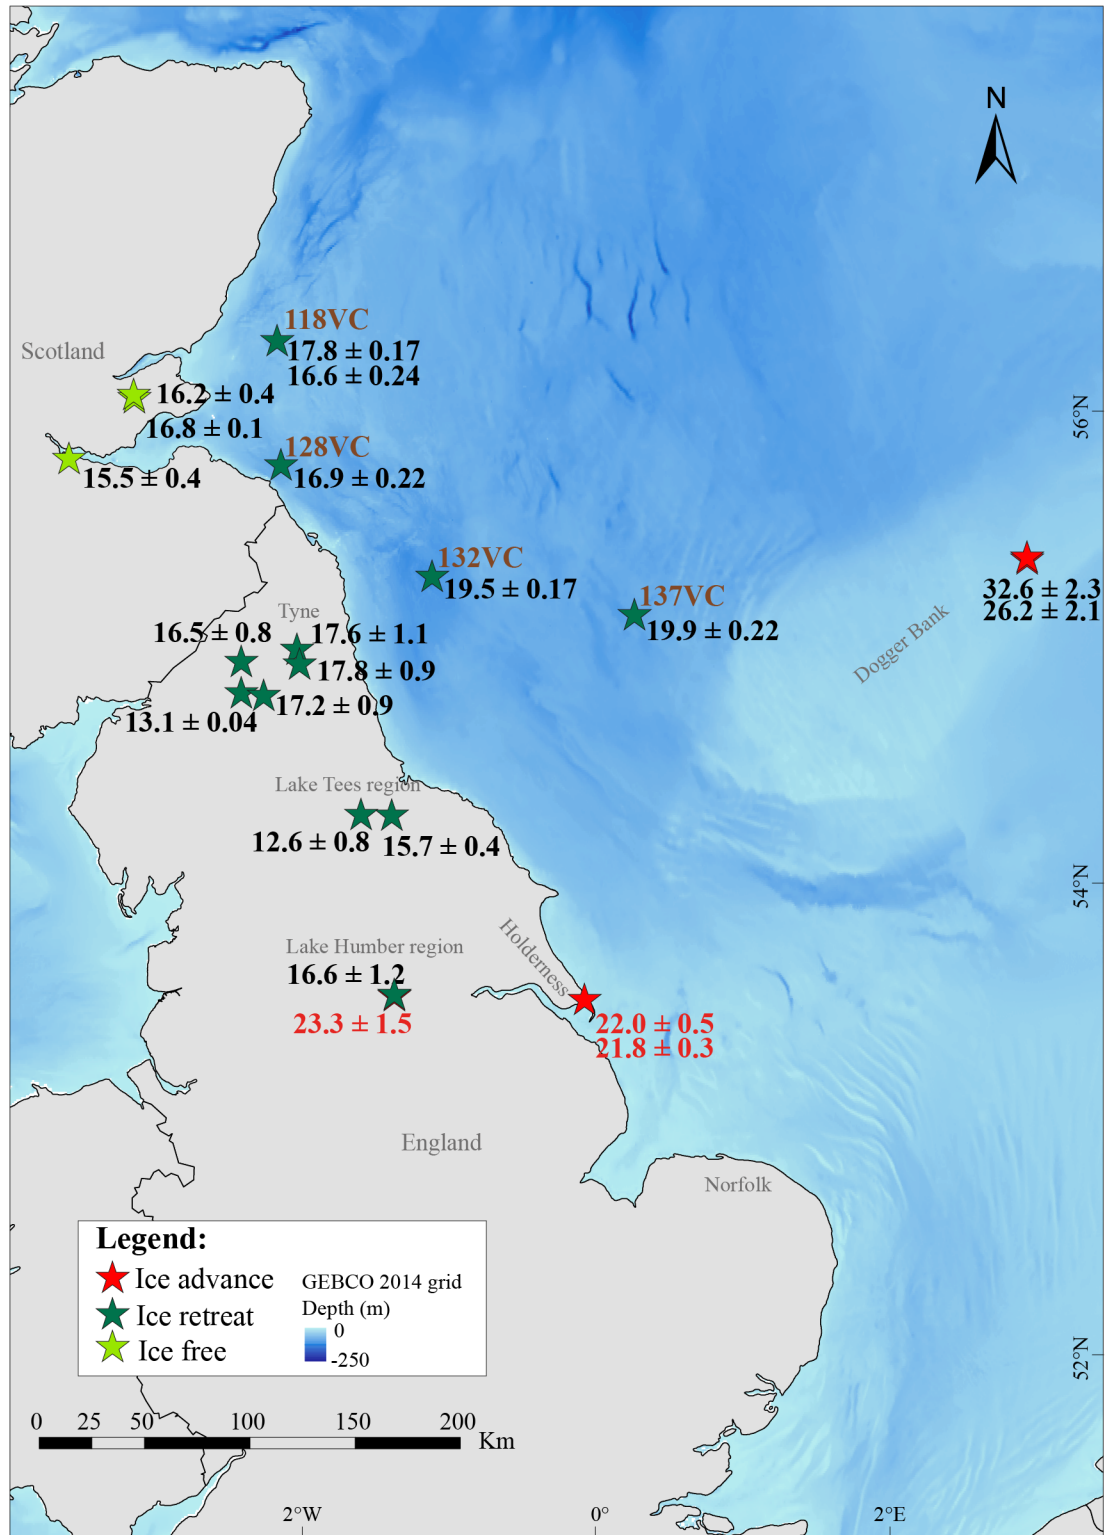 N
118VC
17.8 ± 0.17
16.6 ± 0.24
Scotland
16.2 ± 0.4
16.8 ± 0.1
56°N
128VC
16.9 ± 0.22
15.5 ± 0.4
132VC
19.5 ± 0.17
137VC
19.9 ± 0.22
32.6 ± 2.3
26.2 ± 2.1
Dogger Bank
Tyne
16.5 ± 0.8
17.6 ± 1.1
17.8 ± 0.9
17.2 ± 0.9
13.1 ± 0.04
Lake Tees region
12.6 ± 0.8
15.7 ± 0.4
54°N
Lake Humber region
16.6 ± 1.2
23.3 ± 1.5
Holderness
22.0 ± 0.5
21.8 ± 0.3
England
Norfolk
Legend:
Ice advance
Ice retreat
Ice free
GEBCO 2014 grid
Depth (m)
0
-250
52°N
0 25 50 100 150 200
Km
2°W 0° 2°E